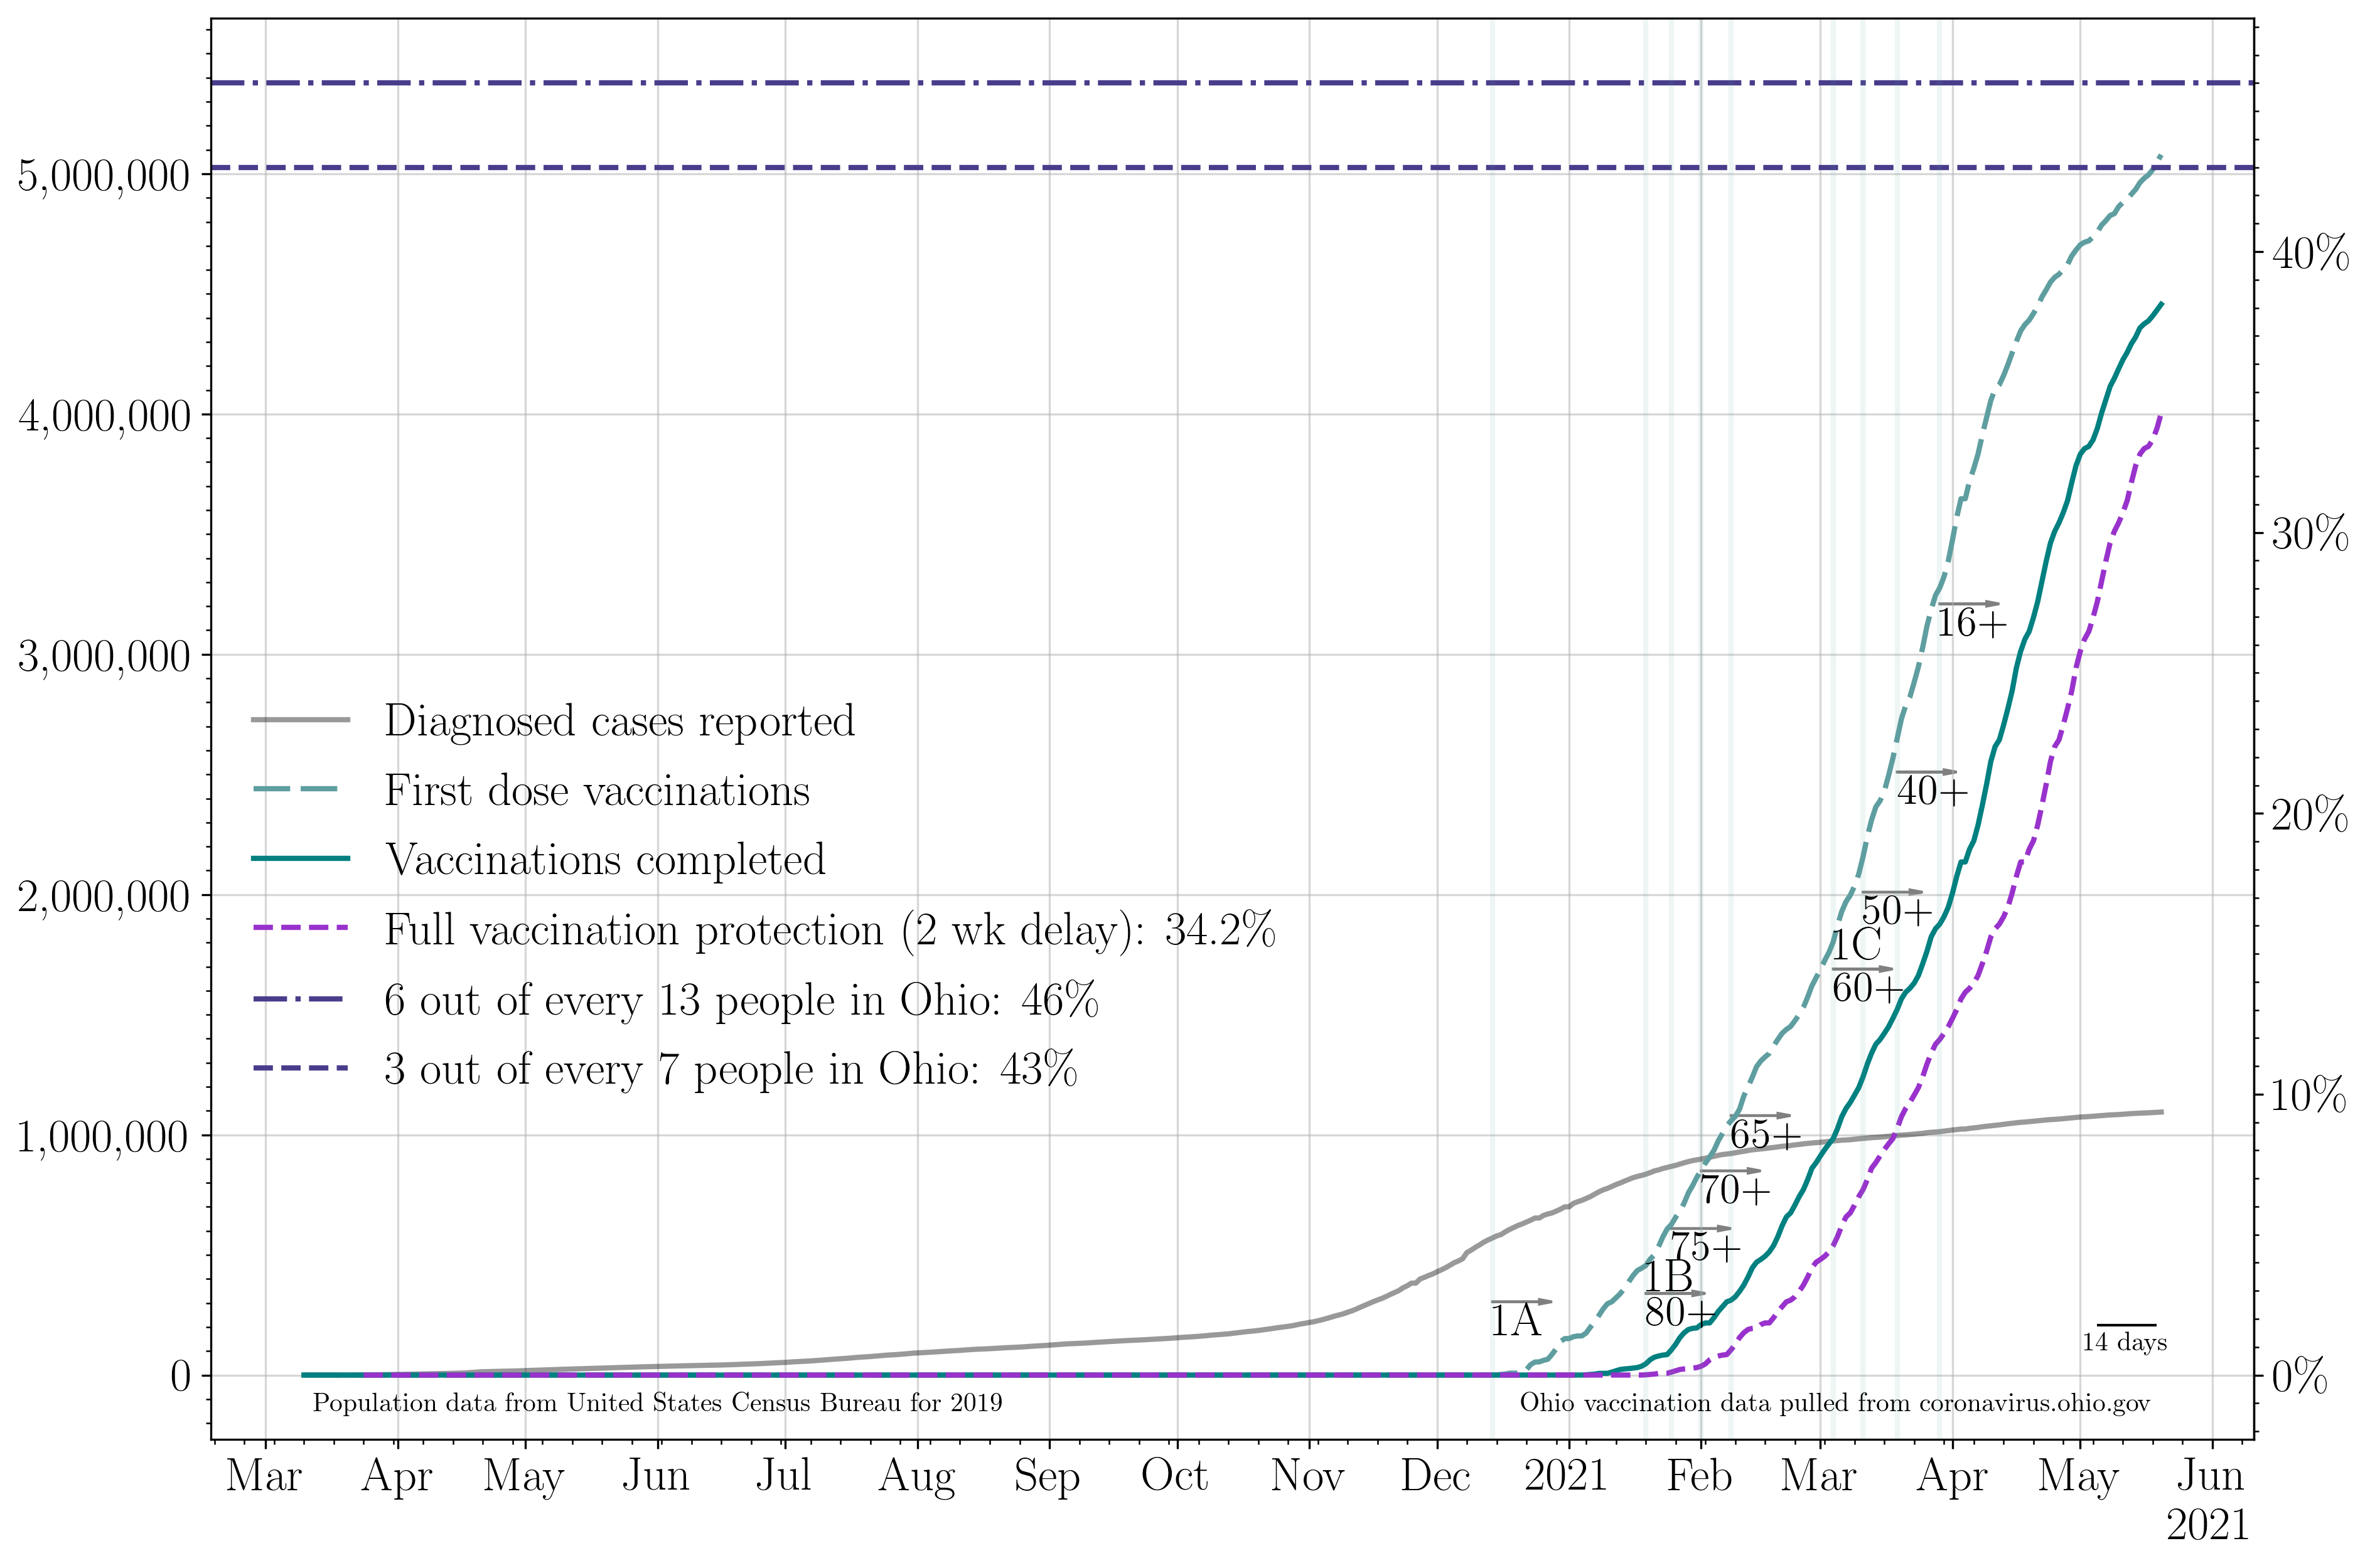 5,000,000
40%
4,000,000
30%
16+
3,000,000
Diagnosed cases reported
First dose vaccinations
40+
20%
Vaccinations completed
2,000,000
50+
Full vaccination protection (2 wk delay): 34.2%
1C
60+
6 out of every 13 people in Ohio: 46%
3 out of every 7 people in Ohio: 43%
10%
1,000,000
65+
70+
75+
1B
80+
1A
14 days
0
0%
Population data from United States Census Bureau for 2019
Ohio vaccination data pulled from coronavirus.ohio.gov
Mar Apr May Jun Jul Aug Sep Oct Nov Dec 2021 Feb Mar Apr May Jun
2021